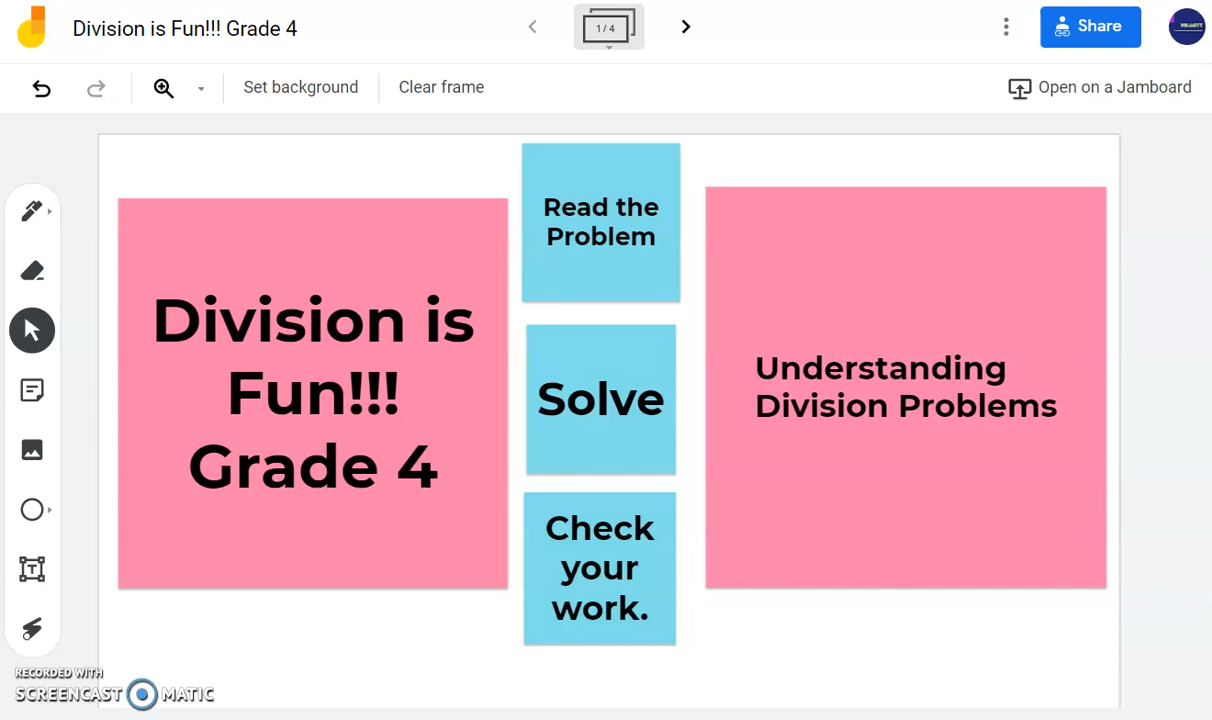 Division is Fun!!! Grade 4
1 / 4
Share
Set background
Clear frame
Open on a Jamboard
Division is
Fun!!!
Grade 4
Read the
Problem
Solve
Check
your
work.
Understanding
Division Problems
RECORDED WITH
SCREENCAST MATIC